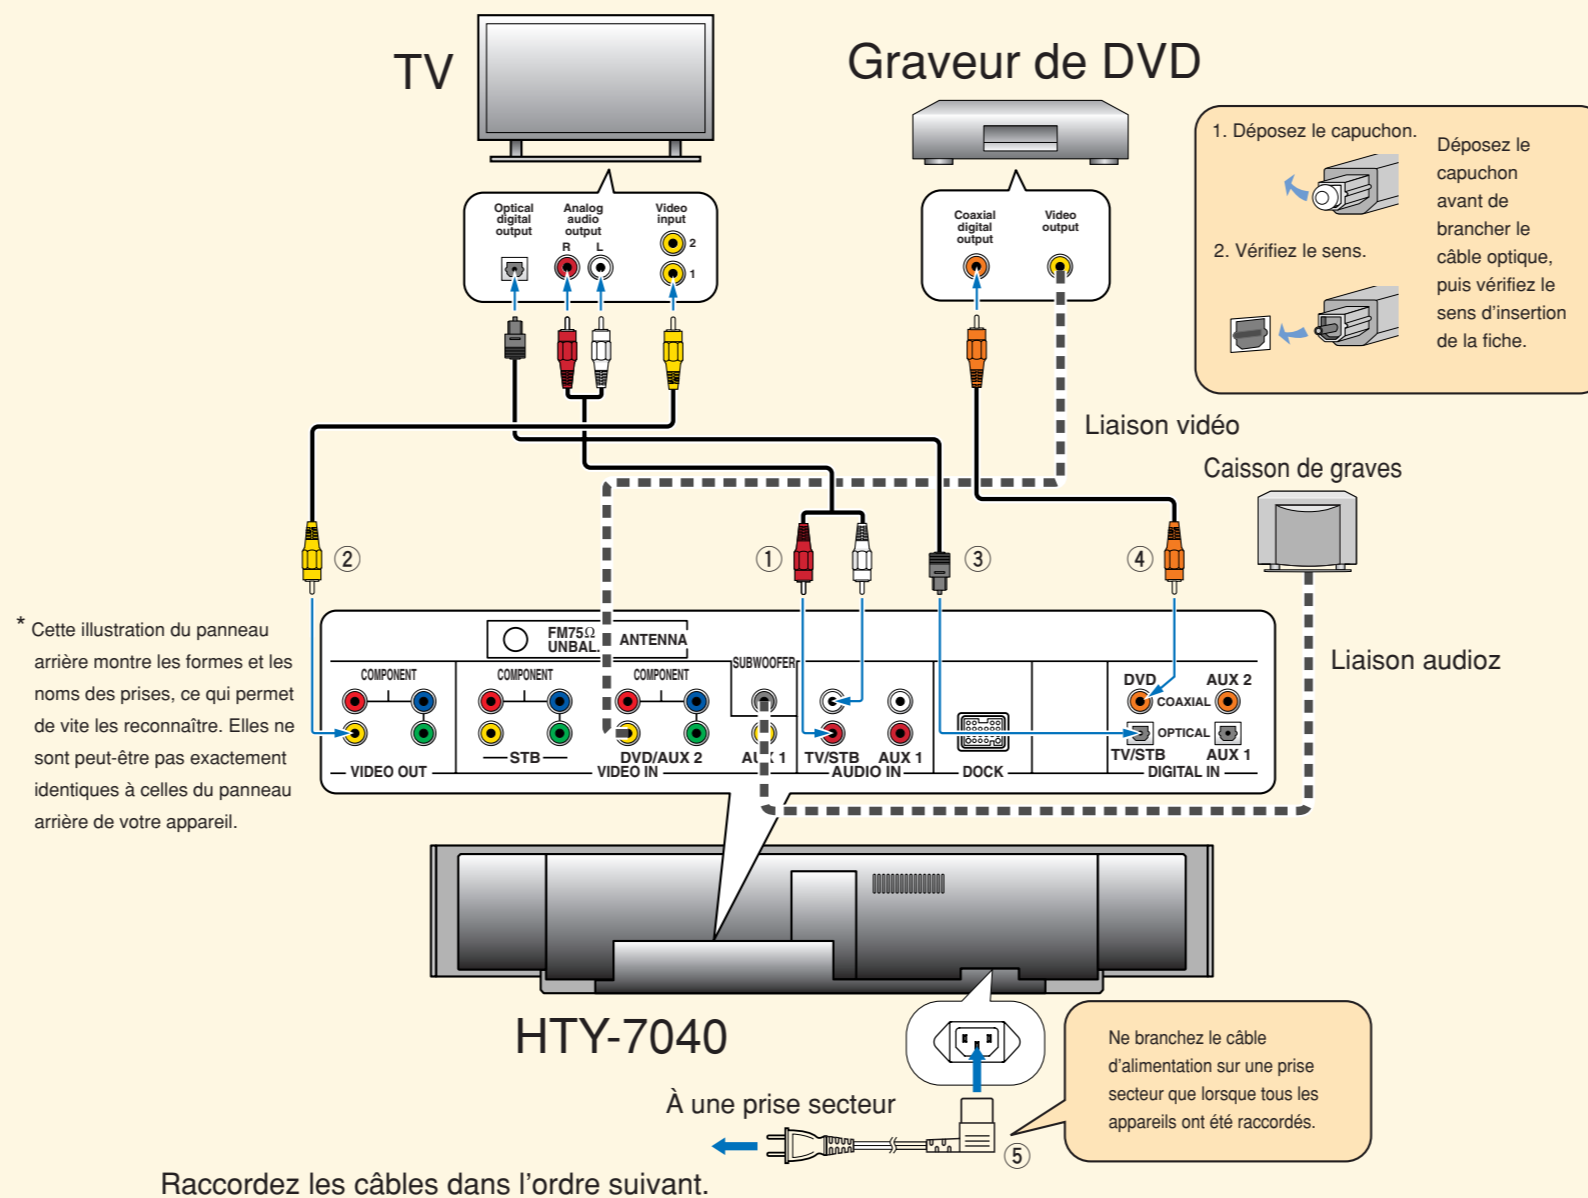 TV
Graveur de DVD
Optical
digital
output
Analog
audio
output
R L
Video
input
2
1
Coaxial
digital
output
Video
output
1. Déposez le capuchon.
2. Vérifiez le sens.
Déposez le
capuchon
avant de
brancher le
câble optique,
puis vérifiez le
sens d'insertion
de la fiche.
Liaison vidéo
Caisson de graves
②
①
③
④
* Cette illustration du panneau
arrière montre les formes et les
noms des prises, ce qui permet
de vite les reconnaître. Elles ne
sont peut-être pas exactement
identiques à celles du panneau
arrière de votre appareil.
FM75Ω
UNBAL.
ANTENNA
COMPONENT
VIDEO OUT
COMPONENT
STB
COMPONENT
DVD/AUX 2
VIDEO IN
SUBWOOFER
AUX 1
TV/STB
AUX 1
AUDIO IN
DOCK
DVD
AUX 2
COAXIAL
OPTICAL
TV/STB
AUX 1
DIGITAL IN
Liaison audioz
HTY-7040
À une prise secteur
⑤
Ne branchez le câble
d'alimentation sur une prise
secteur que lorsque tous les
appareils ont été raccordés.
Raccordez les câbles dans l'ordre suivant.